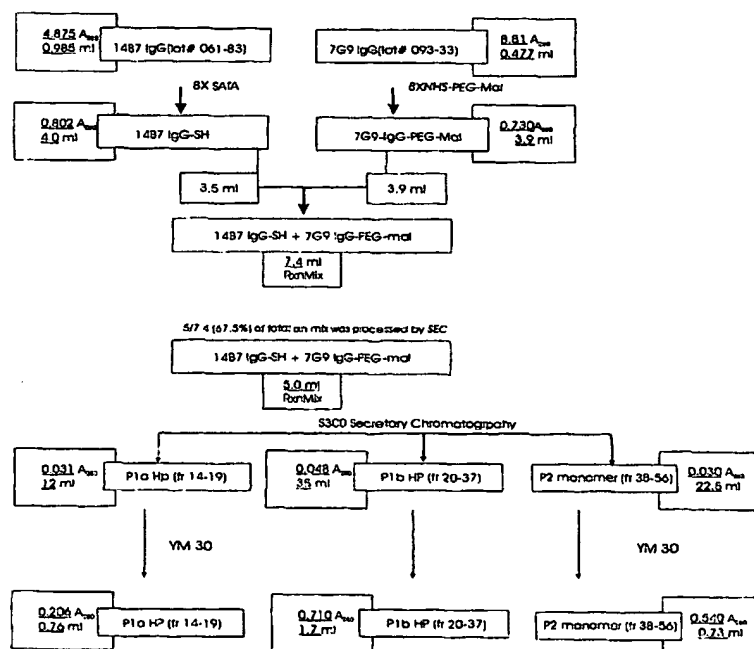 4.875 A280
0.985 ml
14B7 IgG(lot# 061-83)
7G9 IgG(lot# 093-33)
8.81 A280
0.477 ml
8X SATA
8XNHS-PEG-Mal
0.802 A280
4.0 ml
14B7 IgG-SH
7G9-IgG-PEG-Mal
0.730 A280
3.9 ml
3.5 ml
3.9 ml
14B7 IgG-SH + 7G9 IgG-PEG-mal
7.4 ml
RxnMix
5/7.4 (67.5%) of total rxn mix was processed by SEC
14B7 IgG-SH + 7G9 IgG-PEG-mal
5.0 ml
RxnMix
S300 Secretary Chromatogrpathy
0.031 A280
12 ml
P1a Hp (fr 14-19)
0.048 A280
35 ml
P1b HP (fr 20-37)
P2 monomer (fr 38-56)
0.030 A280
22.5 ml
YM 30
YM 30
0.206 A280
0.76 ml
P1a HP (fr 14-19)
0.710 A280
1.7 ml
P1b HP (fr 20-37)
P2 monomer (fr 38-56)
0.540 A280
0.73 ml